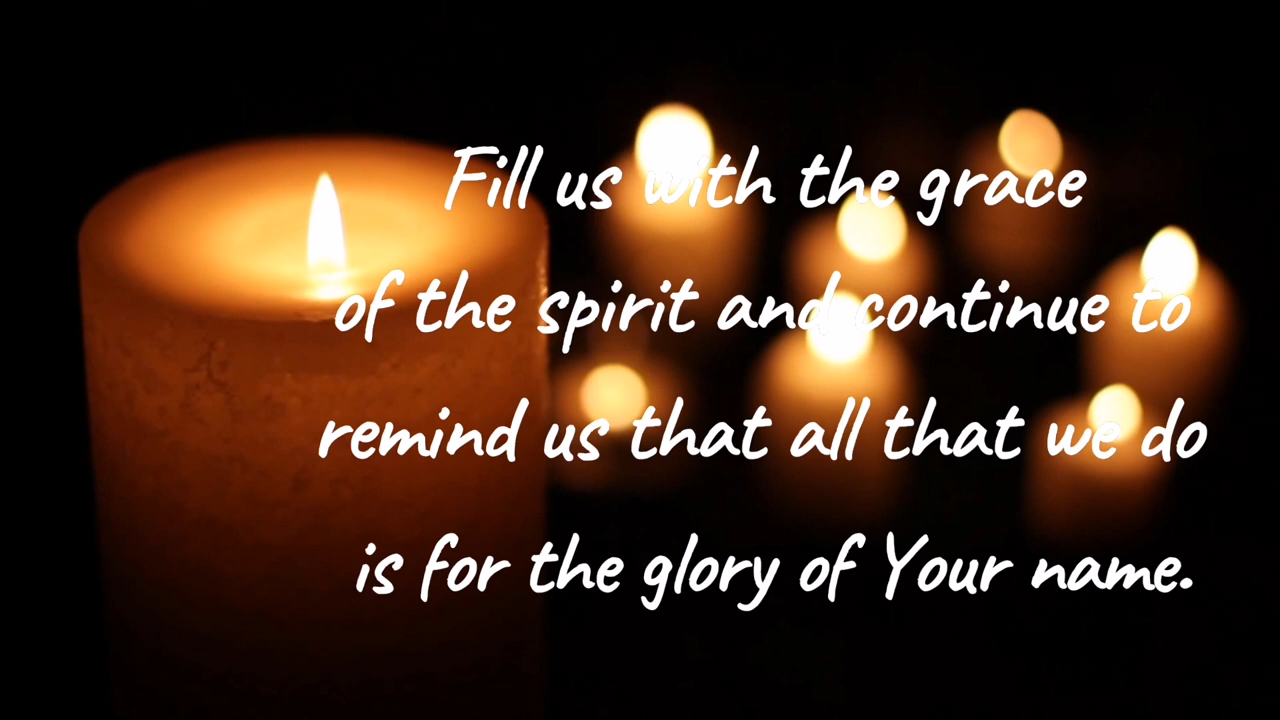 Fill us with the grace
of the spirit and continue to
remind us that all that we do
is for the glory of Your name.